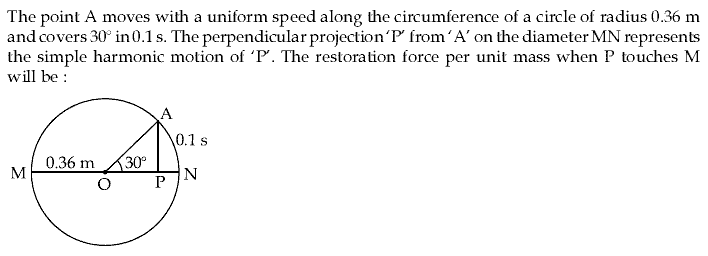 The point A moves with a uniform speed along the circumference of a circle of radius 0.36 m
and covers 30° in 0.1 s. The perpendicular projection 'P' from 'A' on the diameter MN represents
the simple harmonic motion of 'P'. The restoration force per unit mass when P touches M
will be :
A
0.1 s
0.36 m
30°
M
N
O
P